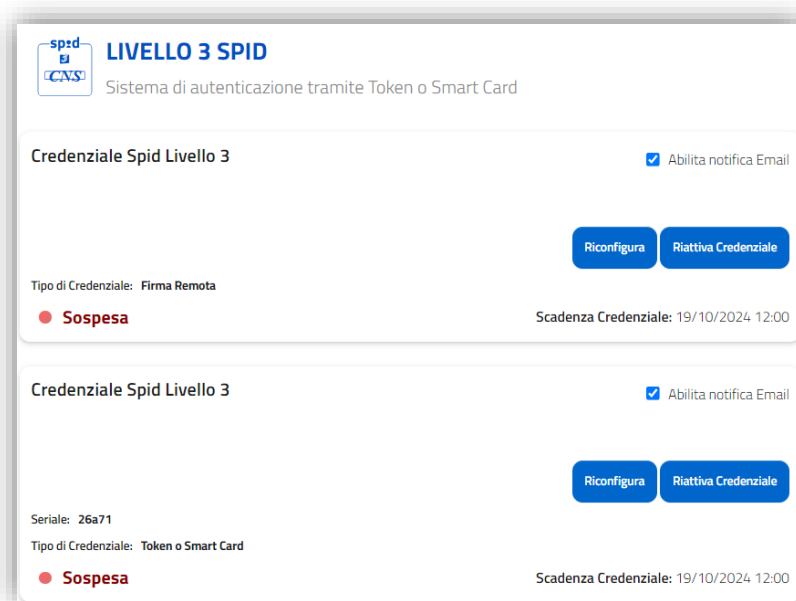 spid
CNS
LIVELLO 3 SPID
Sistema di autenticazione tramite Token o Smart Card
Credenziale Spid Livello 3
Abilita notifica Email
Riconfigura
Riattiva Credenziale
Tipo di Credenziale: Firma Remota
Sospesa
Scadenza Credenziale: 19/10/2024 12:00
Credenziale Spid Livello 3
Abilita notifica Email
Riconfigura
Riattiva Credenziale
Seriale: 26a71
Tipo di Credenziale: Token o Smart Card
Sospesa
Scadenza Credenziale: 19/10/2024 12:00